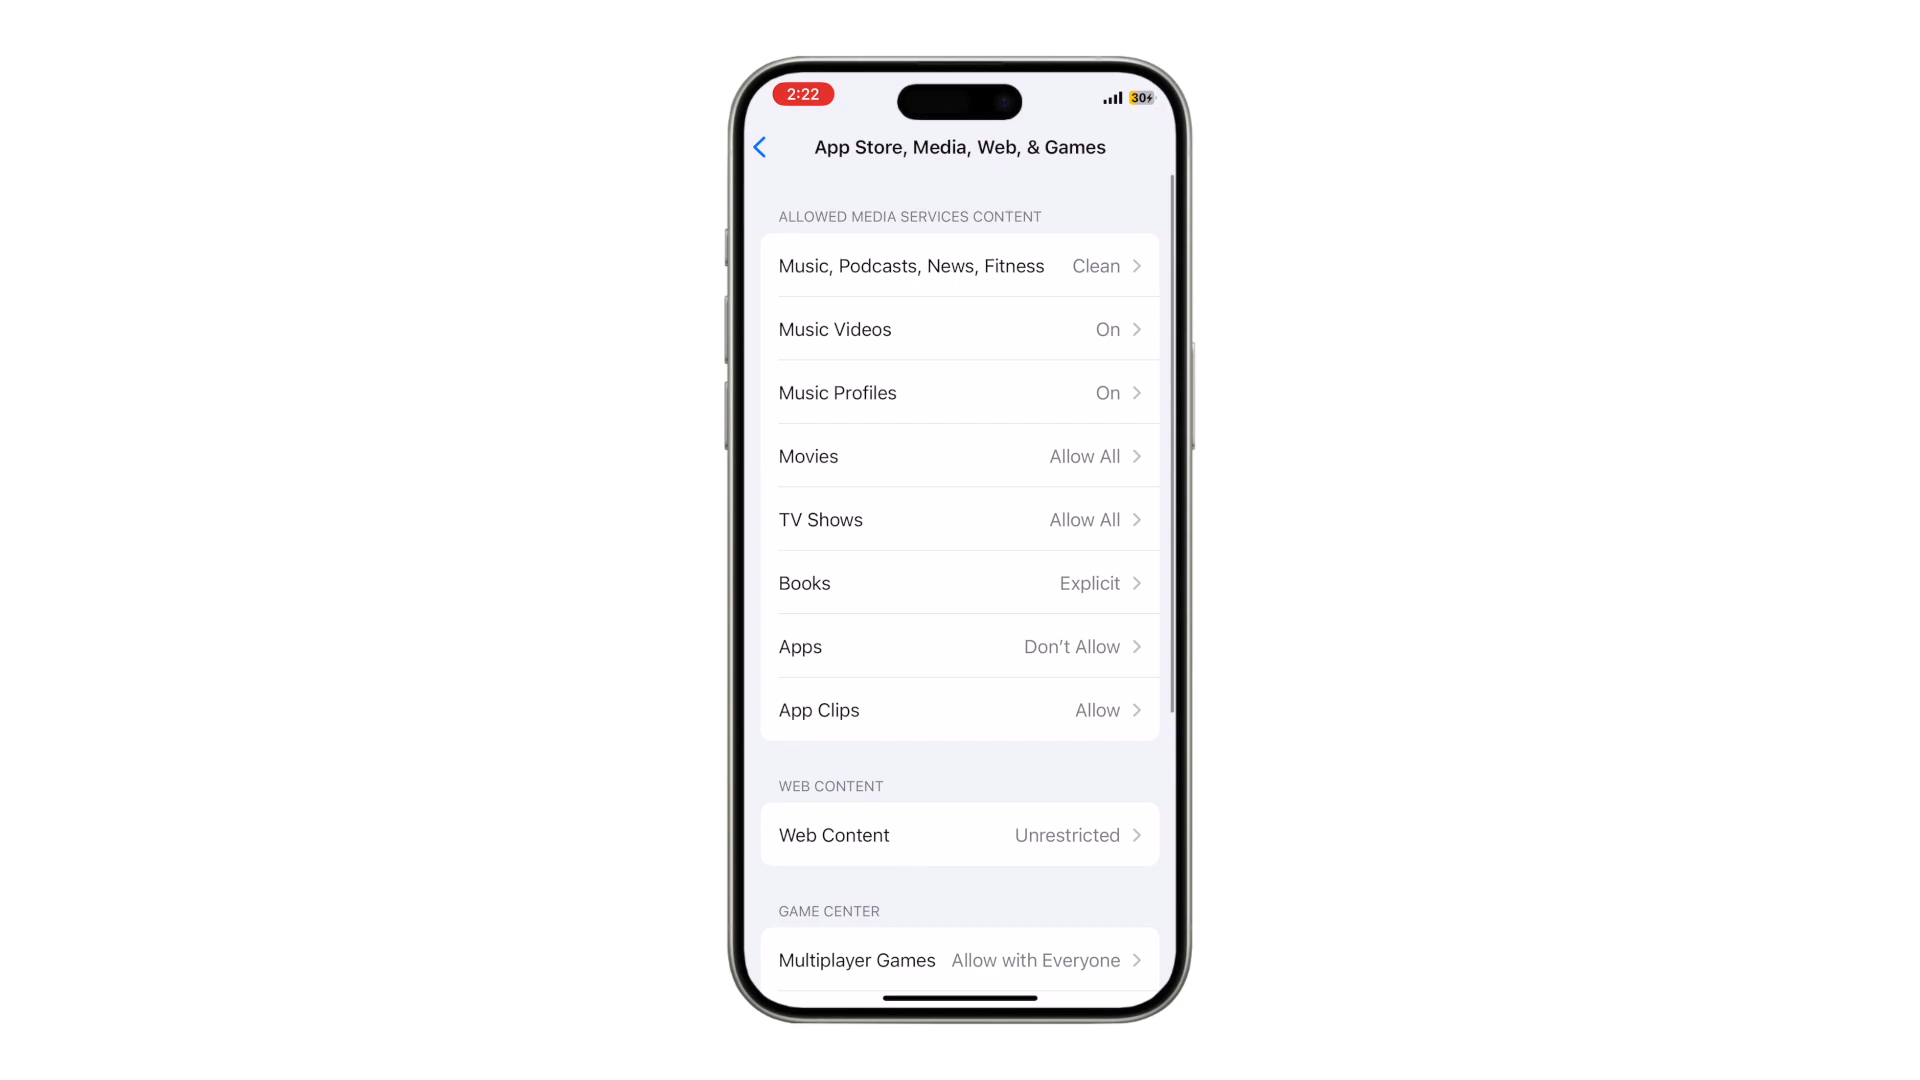 2:22
30
App Store, Media, Web, & Games
ALLOWED MEDIA SERVICES CONTENT
Music, Podcasts, News, Fitness Clean
Music Videos On
Music Profiles On
Movies Allow All
TV Shows Allow All
Books Explicit
Apps Don’t Allow
App Clips Allow
WEB CONTENT
Web Content Unrestricted
GAME CENTER
Multiplayer Games Allow with Everyone